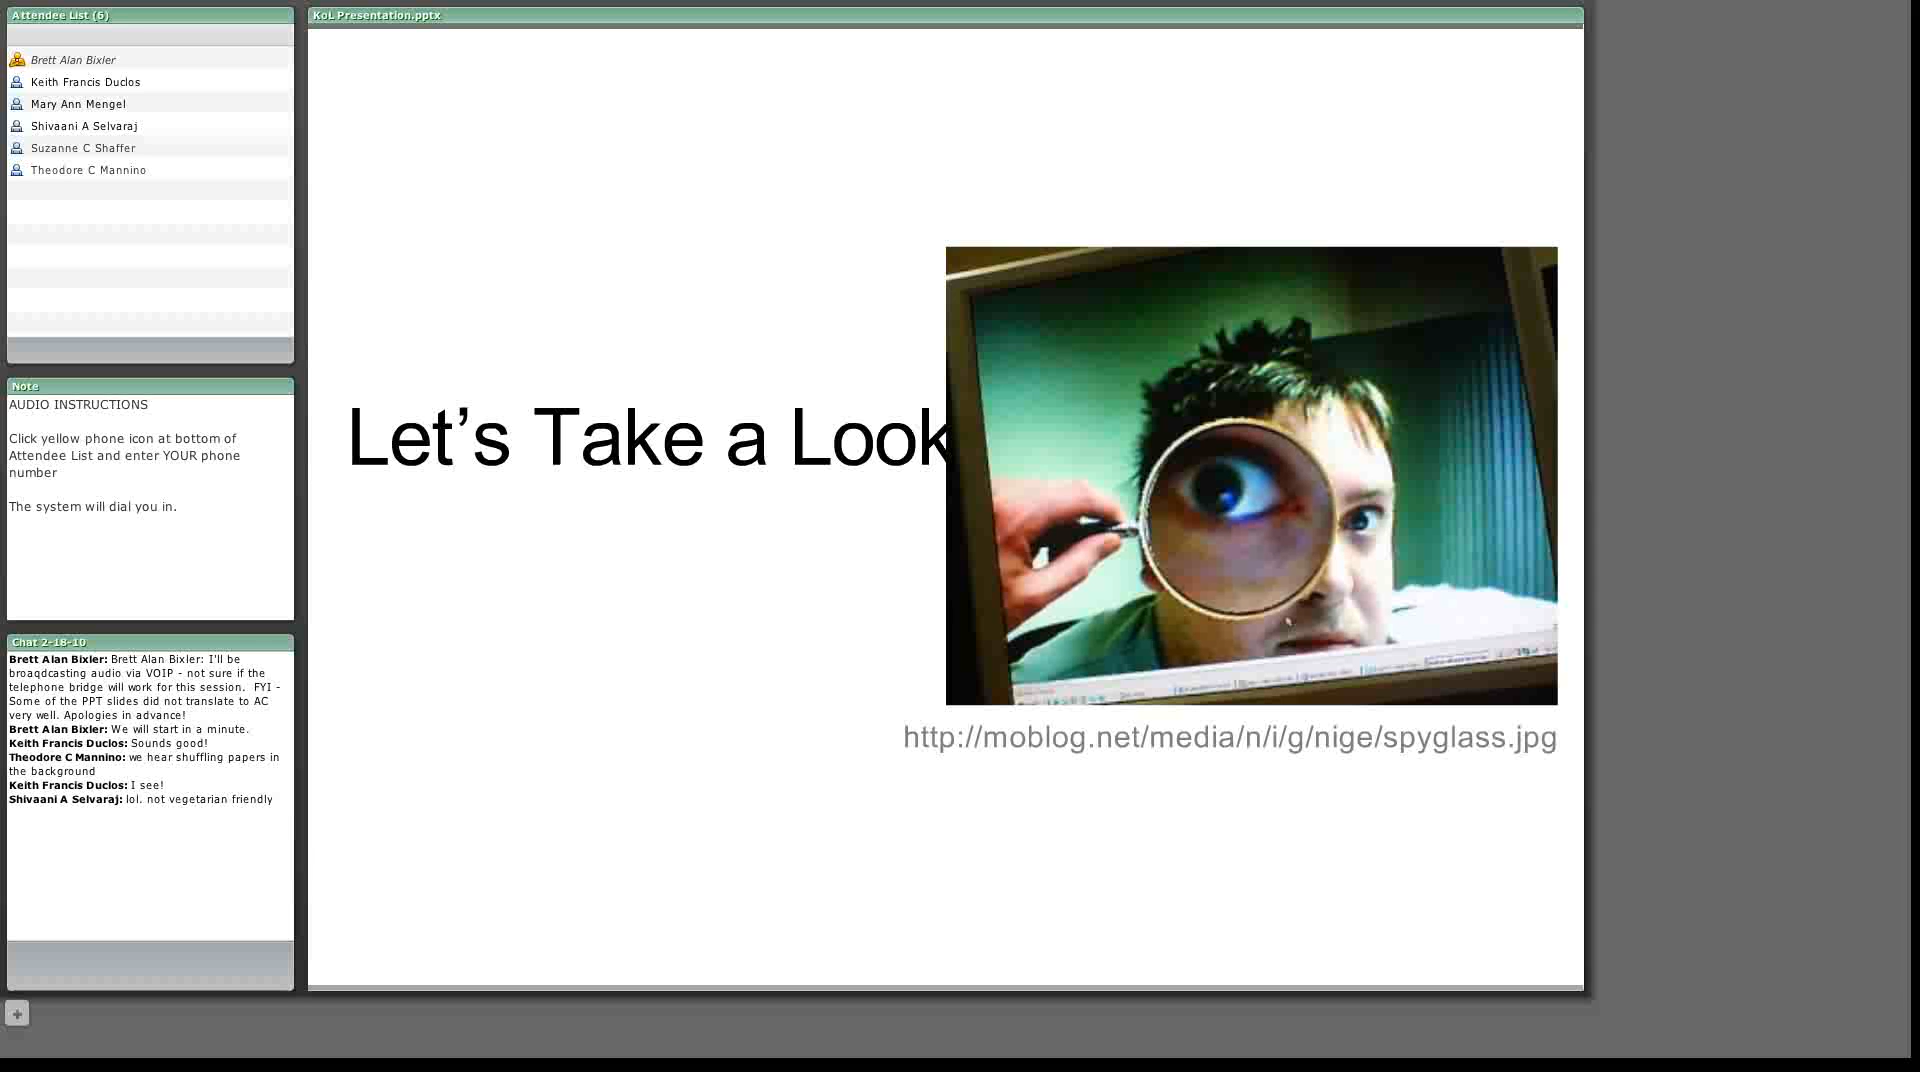 Attendee List (6)
Brett Alan Bixler
Keith Francis Duclos
Mary Ann Mengel
Shivaani A Selvaraj
Suzanne C Shaffer
Theodore C Mannino
Note
AUDIO INSTRUCTIONS
Click yellow phone icon at bottom of
Attendee List and enter YOUR phone
number
The system will dial you in.
Chat 2-18-10
Brett Alan Bixler: Brett Alan Bixler: I'll be
broaqdcasting audio via VOIP - not sure if the
telephone bridge will work for this session.  FYI -
Some of the PPT slides did not translate to AC
very well. Apologies in advance!
Brett Alan Bixler: We will start in a minute.
Keith Francis Duclos: Sounds good!
Theodore C Mannino: we hear shuffling papers in
the background
Keith Francis Duclos: I see!
Shivaani A Selvaraj: lol. not vegetarian friendly
KoL Presentation.pptx
Let’s Take a Look
http://moblog.net/media/n/i/g/nige/spyglass.jpg